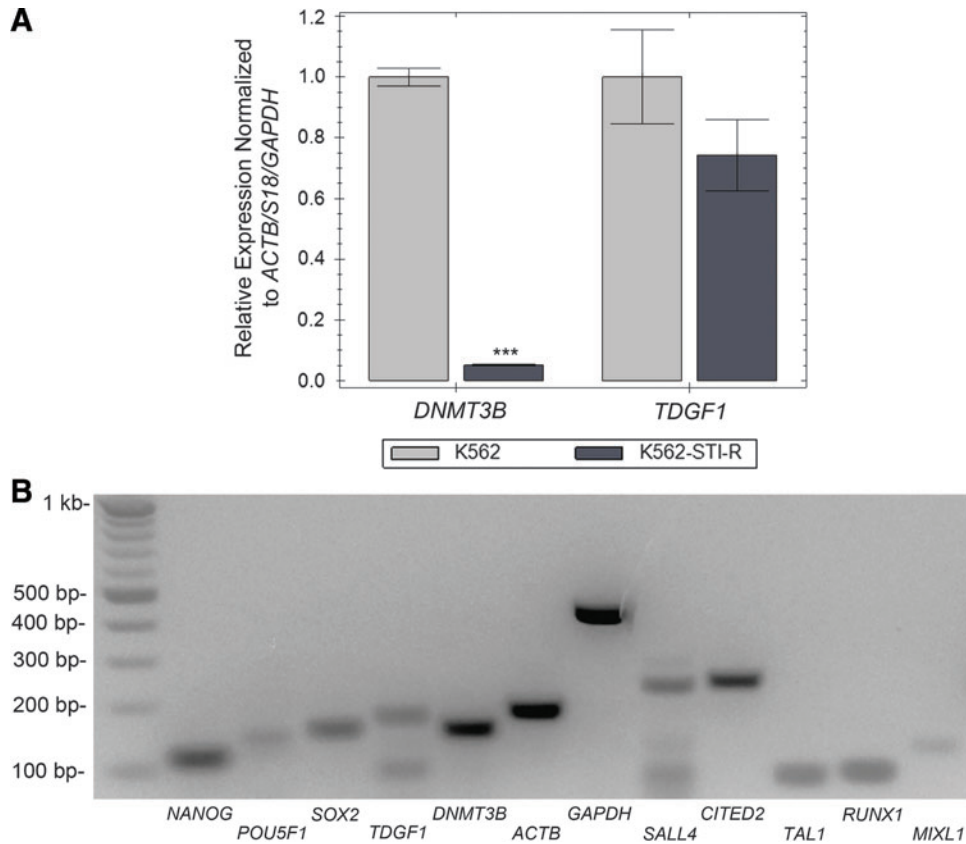 A
Relative Expression Normalized
to ACTB/S18/GAPDH
1.2
1.0
0.8
0.6
0.4
0.2
0.0
***
DNMT3B TDGF1
K562 K562-STI-R
B
1 kb-
500 bp-
400 bp-
300 bp-
200 bp-
100 bp-
NANOG SOX2 DNMT3B GAPDH CITED2 RUNX1
POU5F1 TDGF1 ACTB SALL4 TAL1 MIXL1